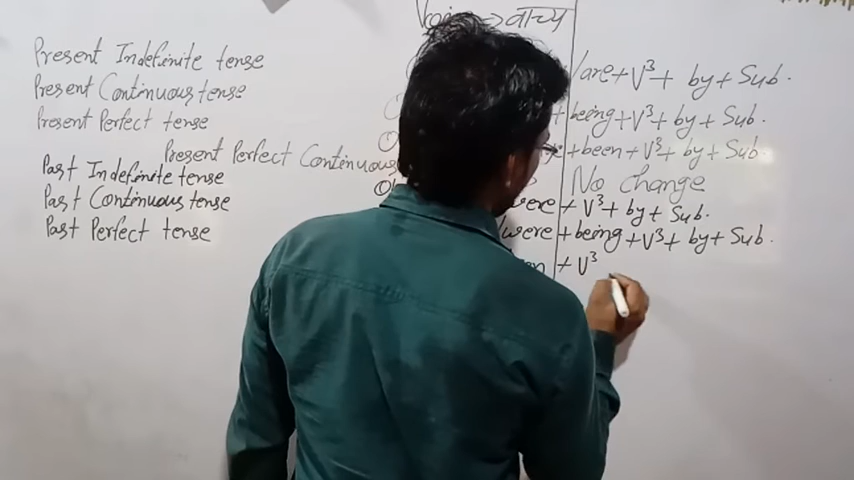 Voice → वाच्य
Present Indefinite tense /are+V³+ by+Sub.
Present Continuous tense + being+V³+ by+ Sub.
Present Perfect tense +been+V³+by+Sub.
Present Perfect Continuous No Change
Past Indefinite tense were + V³+by+Sub.
Past Continuous tense /were+being+V³+by+Sub.
Past Perfect tense + V³